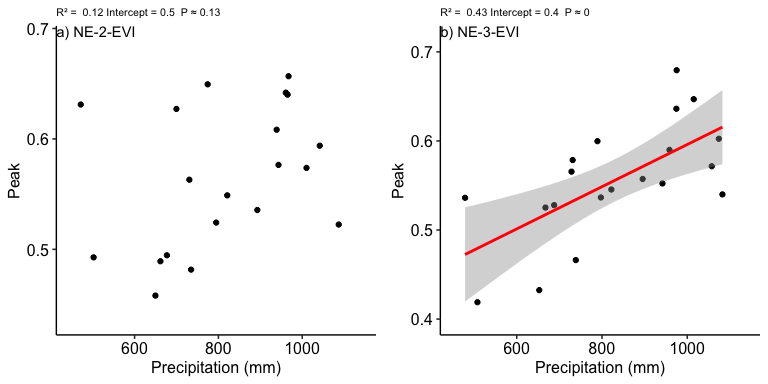 R² = 0.12 Intercept = 0.5 P ≈ 0.13
a) NE-2-EVI
0.7
0.6
0.5
Peak
600 800 1000
Precipitation (mm)
R² = 0.43 Intercept = 0.4 P ≈ 0
b) NE-3-EVI
0.7
0.6
0.5
0.4
Peak
600 800 1000
Precipitation (mm)